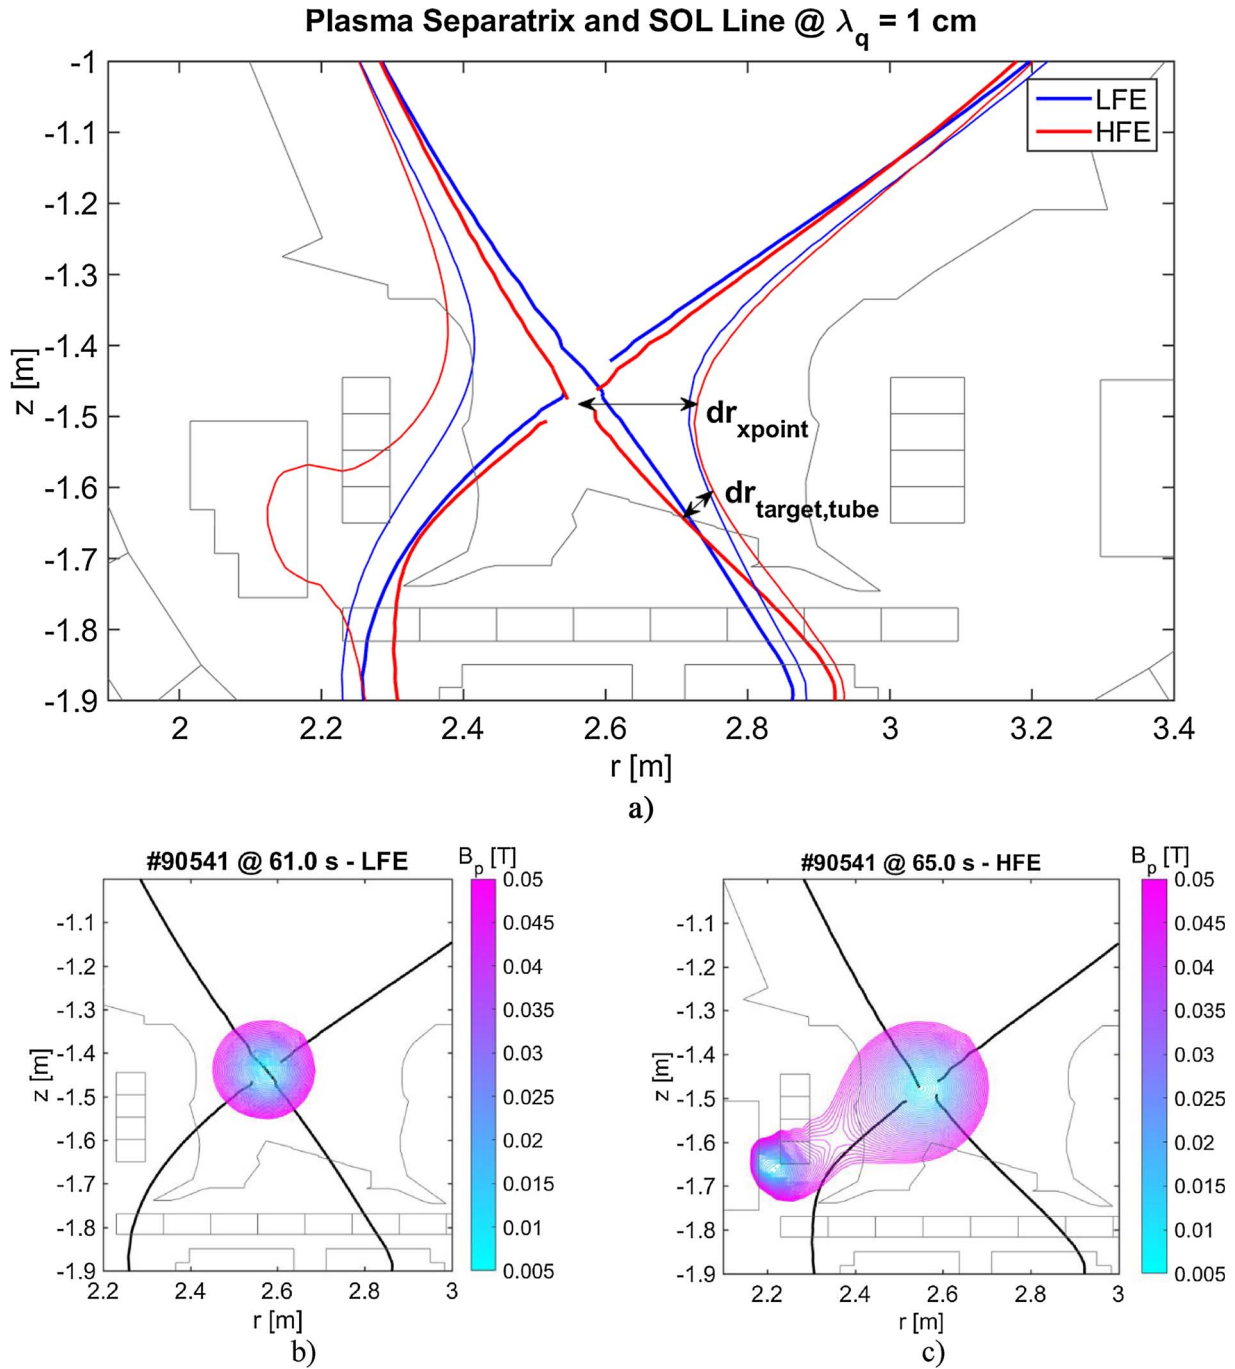 Plasma Separatrix and SOL Line @ λq = 1 cm
LFE
HFE
-1
-1.1
-1.2
-1.3
-1.4
-1.5
-1.6
-1.7
-1.8
-1.9
z [m]
drxpoint
drtarget,tube
2 2.2 2.4 2.6 2.8 3 3.2 3.4
r [m]
a)
#90541 @ 61.0 s - LFE
Bp [T]
-1.1
-1.2
-1.3
-1.4
-1.5
-1.6
-1.7
-1.8
-1.9
z [m]
0.05
0.045
0.04
0.035
0.03
0.025
0.02
0.015
0.01
0.005
2.2 2.4 2.6 2.8 3
r [m]
b)
#90541 @ 65.0 s - HFE
Bp [T]
-1.1
-1.2
-1.3
-1.4
-1.5
-1.6
-1.7
-1.8
-1.9
z [m]
0.05
0.045
0.04
0.035
0.03
0.025
0.02
0.015
0.01
0.005
2.2 2.4 2.6 2.8 3
r [m]
c)